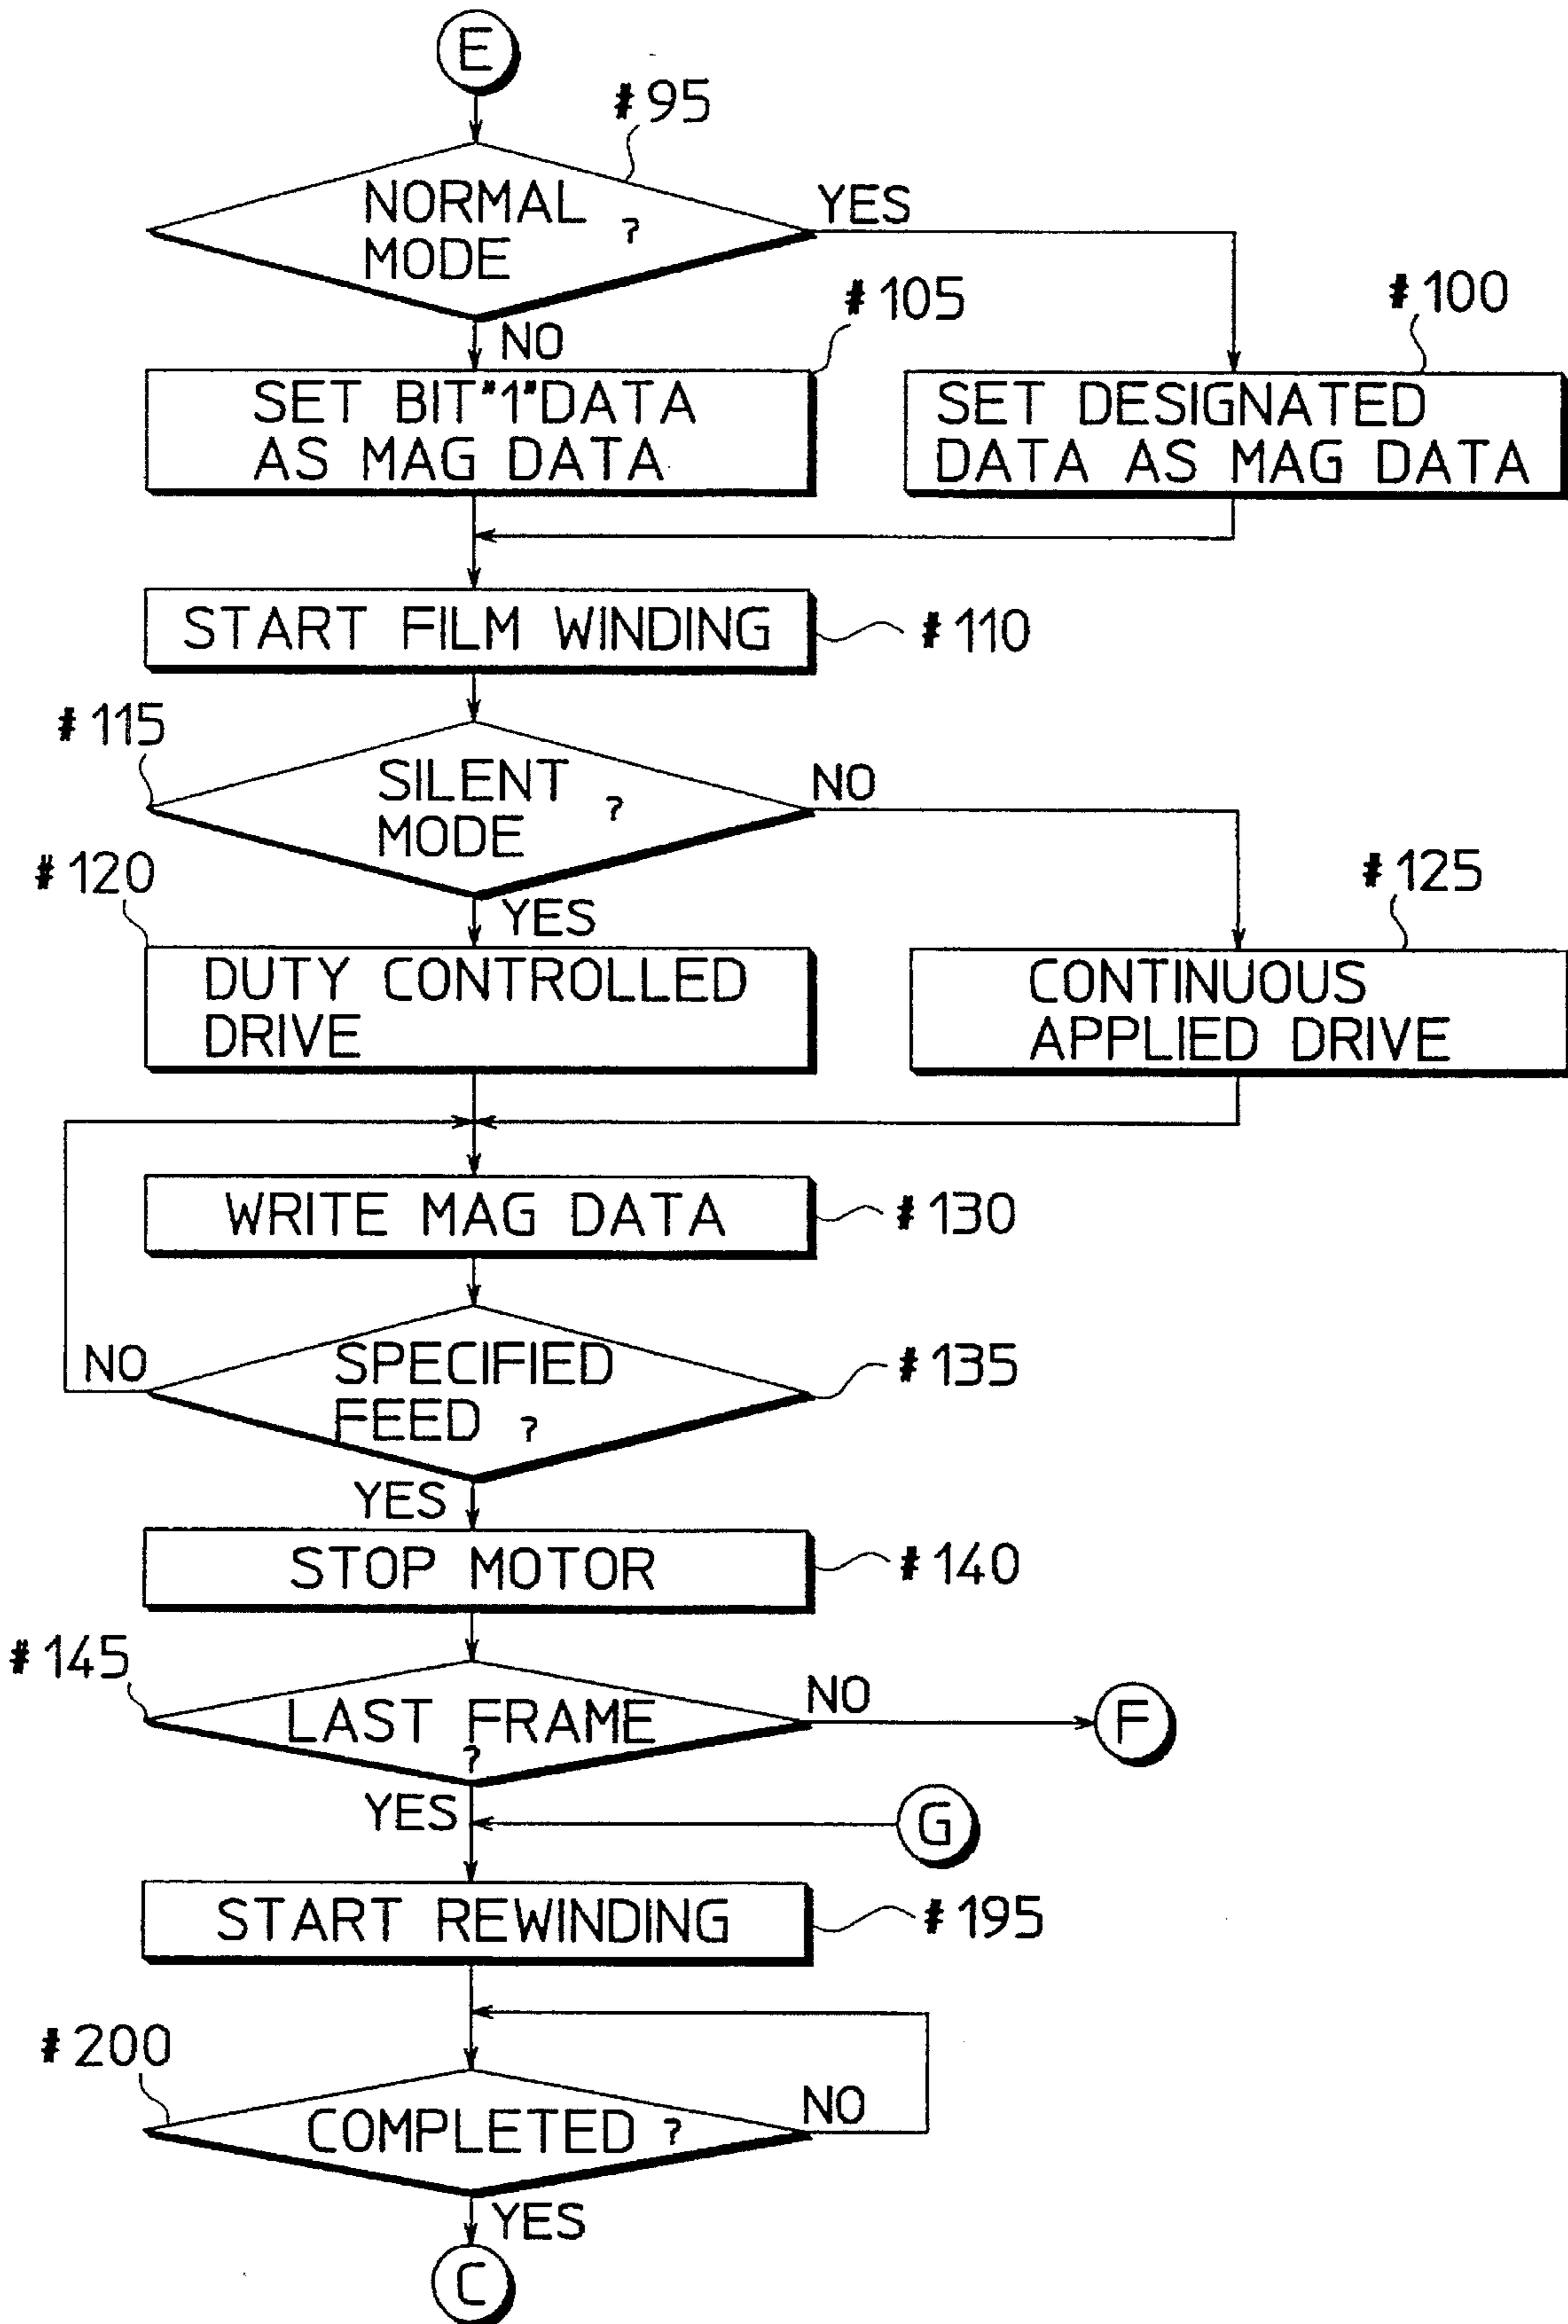 E
#95
NORMAL
MODE ?
YES
NO
#105
#100
SET BIT"1"DATA
AS MAG DATA
SET DESIGNATED
DATA AS MAG DATA
START FILM WINDING
#110
#115
SILENT
MODE ?
NO
YES
#120
#125
DUTY CONTROLLED
DRIVE
CONTINUOUS
APPLIED DRIVE
WRITE MAG DATA
#130
NO
SPECIFIED
FEED ?
#135
YES
STOP MOTOR
#140
#145
LAST FRAME
?
NO
F
YES
G
START REWINDING
#195
#200
COMPLETED ?
NO
YES
C